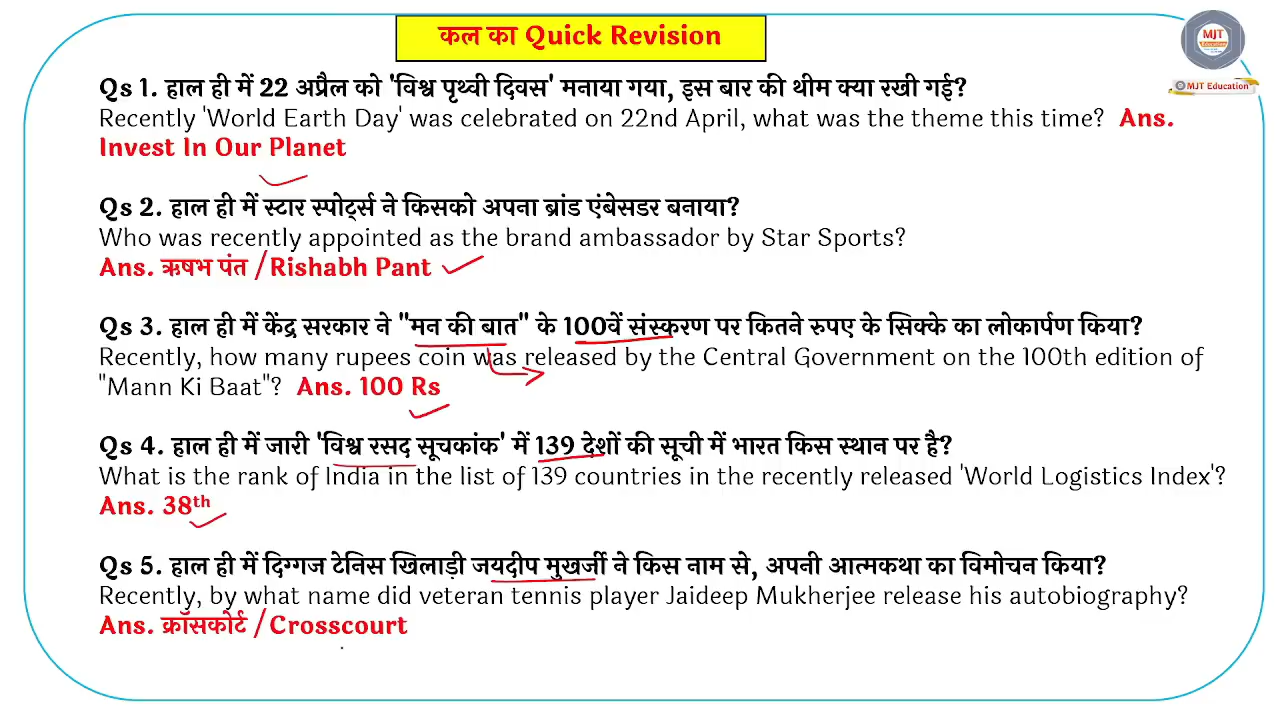 कल का Quick Revision
MJT
Education
MJT Education
Qs 1. हाल ही में 22 अप्रैल को 'विश्व पृथ्वी दिवस' मनाया गया, इस बार की थीम क्या रखी गई?
Recently 'World Earth Day' was celebrated on 22nd April, what was the theme this time? Ans.
Invest In Our Planet
Qs 2. हाल ही में स्टार स्पोर्ट्स ने किसको अपना ब्रांड एंबेसडर बनाया?
Who was recently appointed as the brand ambassador by Star Sports?
Ans. ऋषभ पंत / Rishabh Pant
Qs 3. हाल ही में केंद्र सरकार ने "मन की बात" के 100वें संस्करण पर कितने रुपए के सिक्के का लोकार्पण किया?
Recently, how many rupees coin was released by the Central Government on the 100th edition of
"Mann Ki Baat"? Ans. 100 Rs
Qs 4. हाल ही में जारी 'विश्व रसद सूचकांक' में 139 देशों की सूची में भारत किस स्थान पर है?
What is the rank of India in the list of 139 countries in the recently released 'World Logistics Index'?
Ans. 38th
Qs 5. हाल ही में दिग्गज टेनिस खिलाड़ी जयदीप मुखर्जी ने किस नाम से, अपनी आत्मकथा का विमोचन किया?
Recently, by what name did veteran tennis player Jaideep Mukherjee release his autobiography?
Ans. क्रॉसकोर्ट / Crosscourt